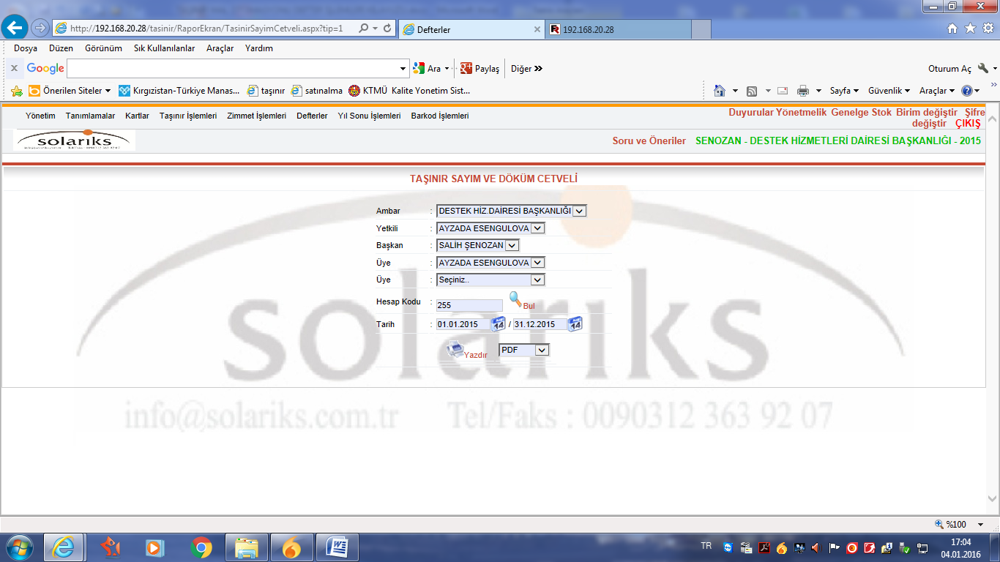 http://192.168.20.28/tasinir/RaporEkran/TasinirSayimCetveli.aspx?tip=1
Defterler
192.168.20.28
Dosya Düzen Görünüm Sık Kullanılanlar Araçlar Yardım
x Google Ara Paylaş Diğer Oturum Aç
Önerilen Siteler Kırgızistan-Türkiye Manas... taşınır satınalma KTMÜ Kalite Yonetim Sist... Sayfa Güvenlik Araçlar
Yönetim Tanımlamalar Kartlar Taşınır İşlemleri Zimmet İşlemleri Defterler Yıl Sonu İşlemleri Barkod İşlemleri
Duyurular Yönetmelik Genelge Stok Birim değiştir Şifre
değiştir ÇIKIŞ
solarıks
Soru ve Öneriler SENOZAN - DESTEK HİZMETLERİ DAİRESİ BAŞKANLIĞI - 2015
TAŞINIR SAYIM VE DÖKÜM CETVELİ
Ambar : DESTEK HİZ.DAİRESİ BAŞKANLIĞI
Yetkili : AYZADA ESENGULOVA
Başkan : SALİH ŞENOZAN
Üye : AYZADA ESENGULOVA
Üye : Seçiniz..
Hesap Kodu : 255 Bul
Tarih : 01.01.2015 / 31.12.2015
Yazdır PDF
solarıks
info@solariks.com.tr Tel/Faks : 0090312 363 92 07
%100
TR
17:04
04.01.2016